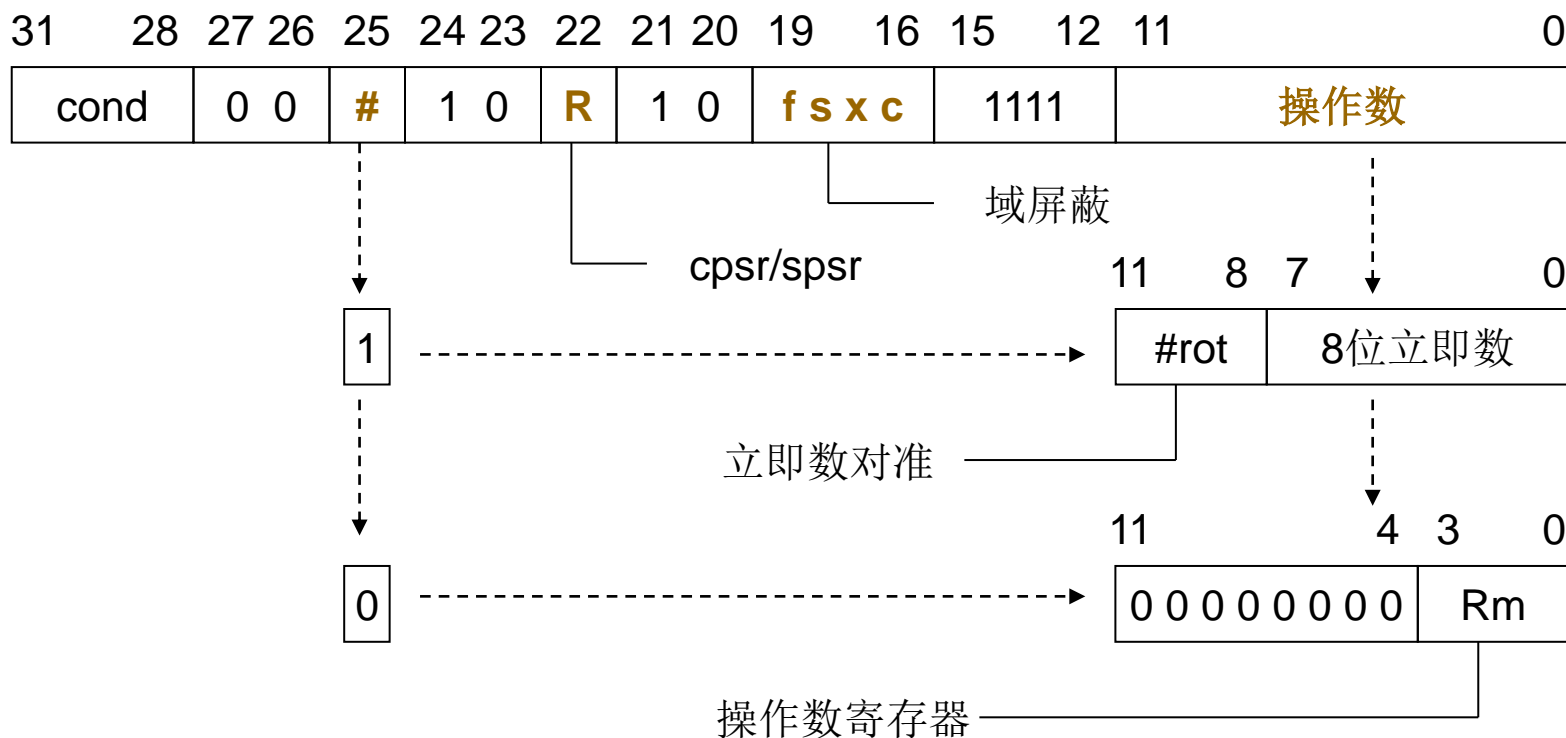 31 28 27 26 25 24 23 22 21 20 19 16 15 12 11 0
cond 0 0 # 1 0 R 1 0 f s x c 1111 操作数
域屏蔽
cpsr/spsr
11 8 7 0
1 #rot 8位立即数
立即数对准
11 4 3 0
0 0 0 0 0 0 0 0 0 Rm
操作数寄存器